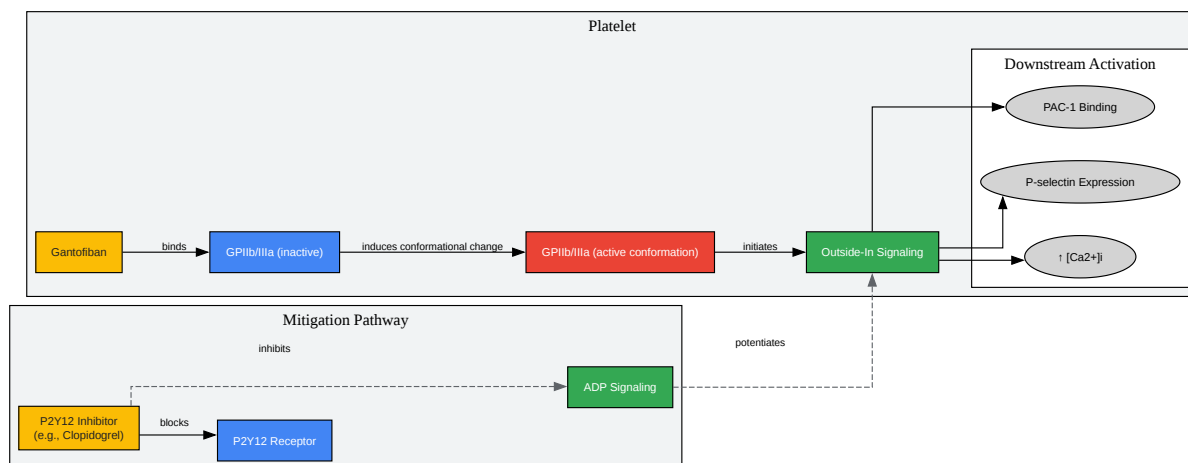 Platelet
Downstream Activation
PAC-1 Binding
P-selectin Expression
Gantofiban
binds
GPIIb/IIIa (inactive)
induces conformational change
GPIIb/IIIa (active conformation)
initiates
Outside-In Signaling
↑ [Ca2+]i
Mitigation Pathway
inhibits
potentiates
ADP Signaling
P2Y12 Inhibitor
(e.g., Clopidogrel)
blocks
P2Y12 Receptor